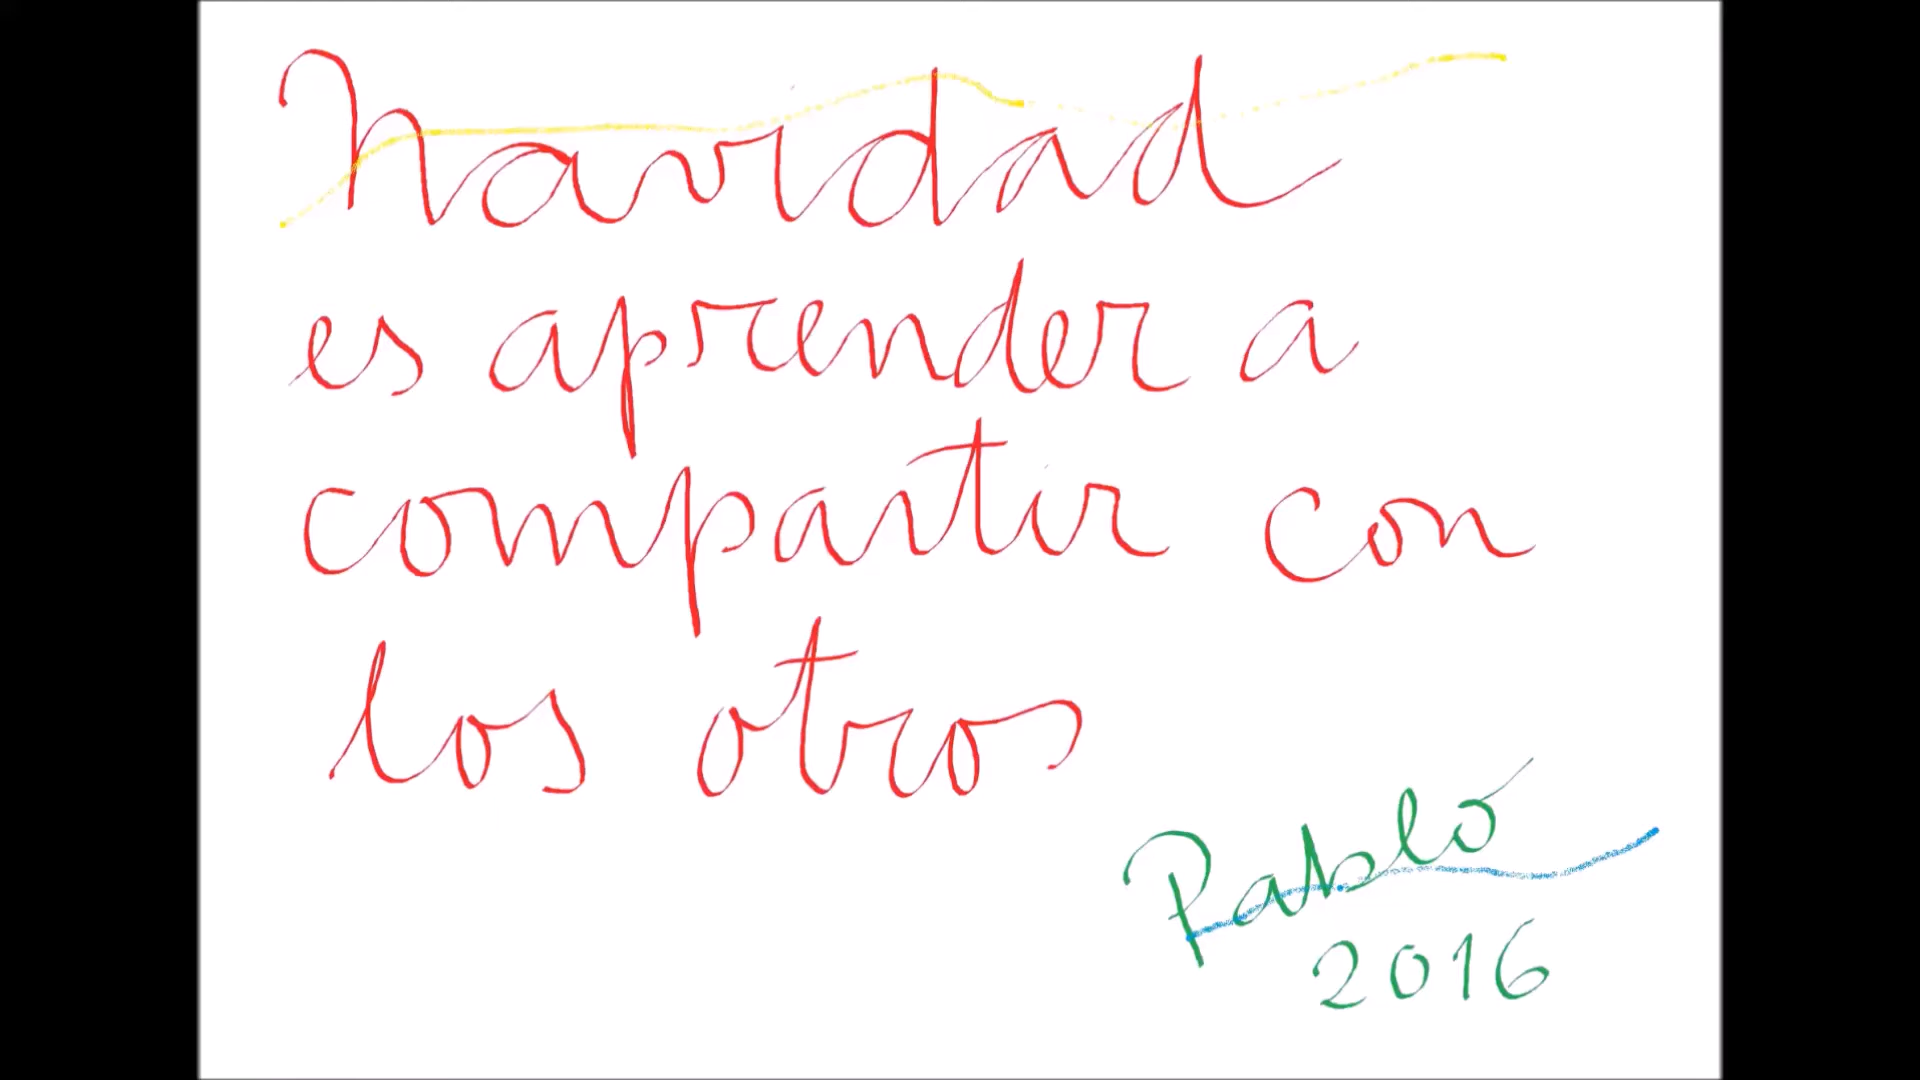 Navidad
es aprender a
compartir con
los otros
Pablo
2016